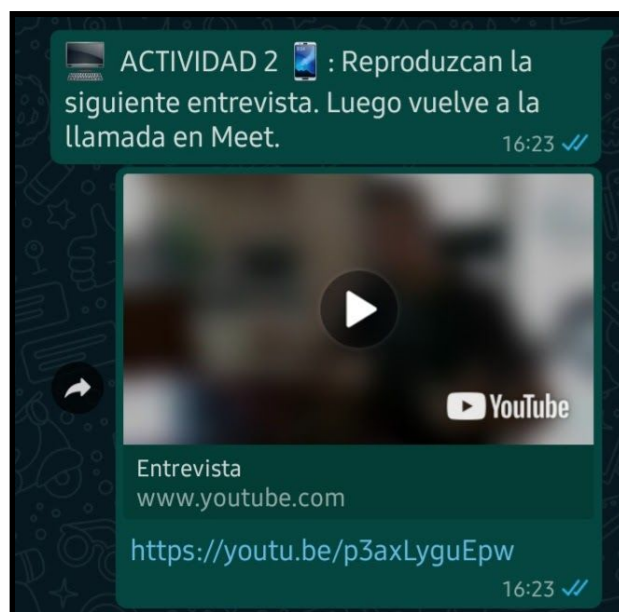 ACTIVIDAD 2 : Reproduzcan la
siguiente entrevista. Luego vuelve a la
llamada en Meet.
16:23
YouTube
Entrevista
www.youtube.com
https://youtu.be/p3axLyguEpw
16:23